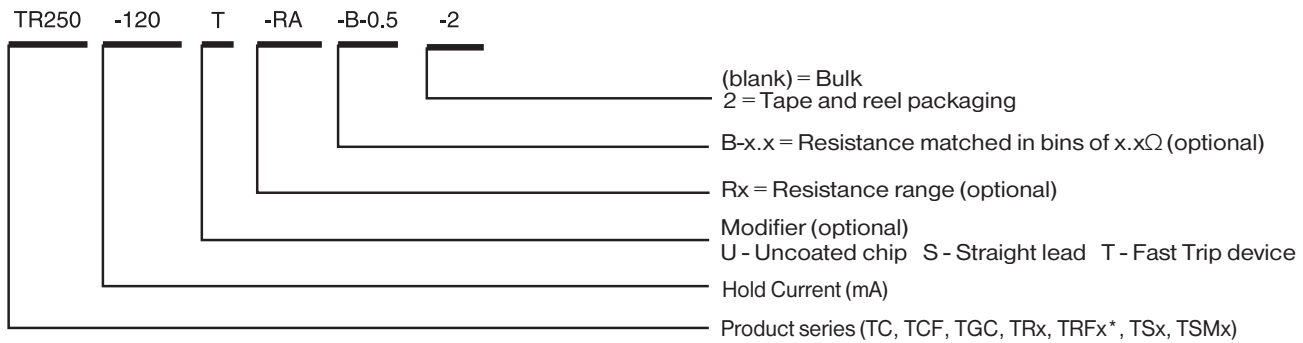 TR250 -120 T -RA -B-0.5 -2
(blank) = Bulk
2 = Tape and reel packaging
B-x.x = Resistance matched in bins of x.xΩ (optional)
Rx = Resistance range (optional)
Modifier (optional)
U - Uncoated chip S - Straight lead T - Fast Trip device
Hold Current (mA)
Product series (TC, TCF, TGC, TRx, TRFx*, TSx, TSMx)